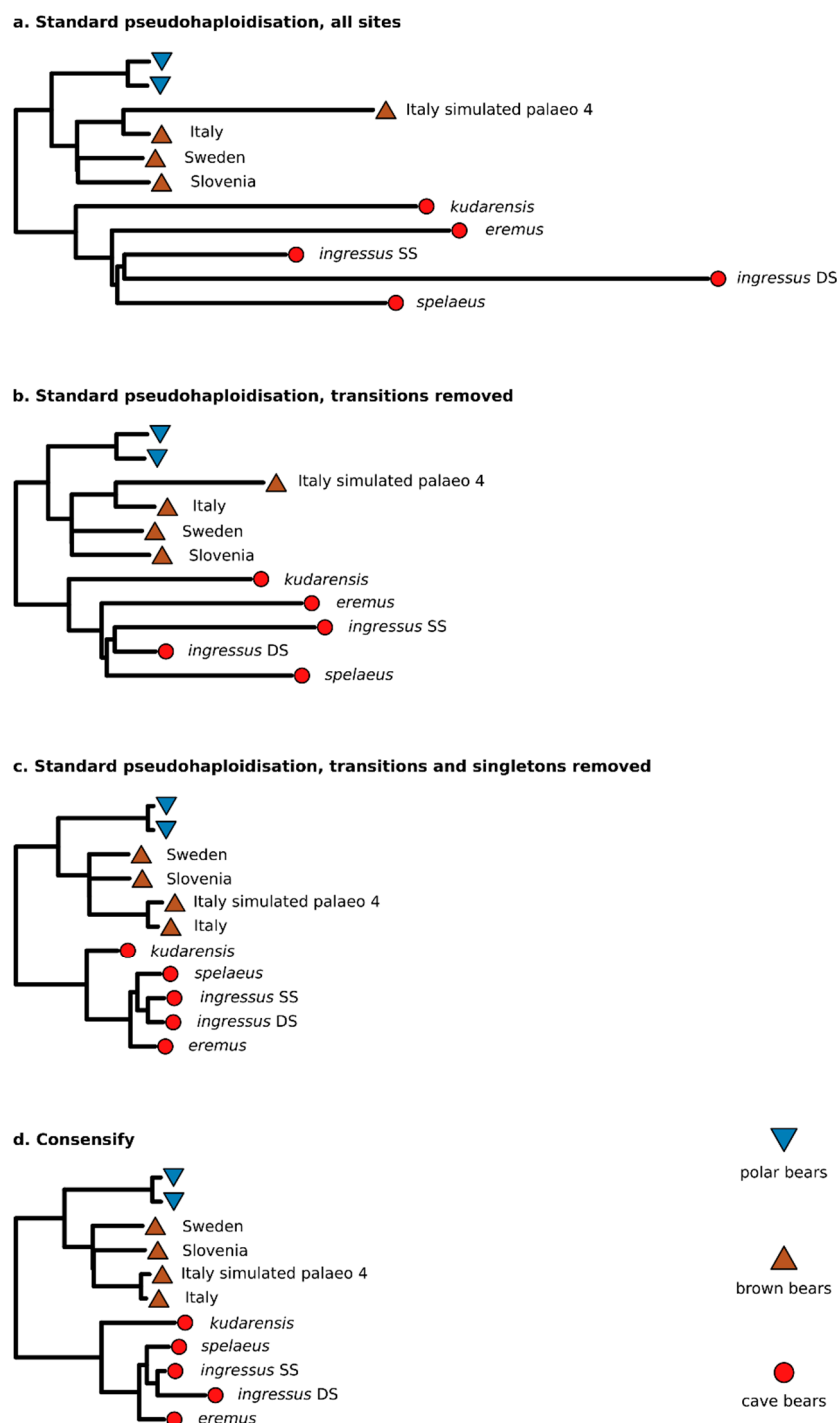 a. Standard pseudohaploidisation, all sites
Italy simulated palaeo 4
Italy
Sweden
Slovenia
kudarensis
eremus
ingressus SS
ingressus DS
spelaeus
b. Standard pseudohaploidisation, transitions removed
Italy simulated palaeo 4
Italy
Sweden
Slovenia
kudarensis
eremus
ingressus SS
ingressus DS
spelaeus
c. Standard pseudohaploidisation, transitions and singletons removed
Sweden
Slovenia
Italy simulated palaeo 4
Italy
kudarensis
spelaeus
ingressus SS
ingressus DS
eremus
d. Consensify
Sweden
Slovenia
Italy simulated palaeo 4
Italy
kudarensis
spelaeus
ingressus SS
ingressus DS
eremus
polar bears
brown bears
cave bears